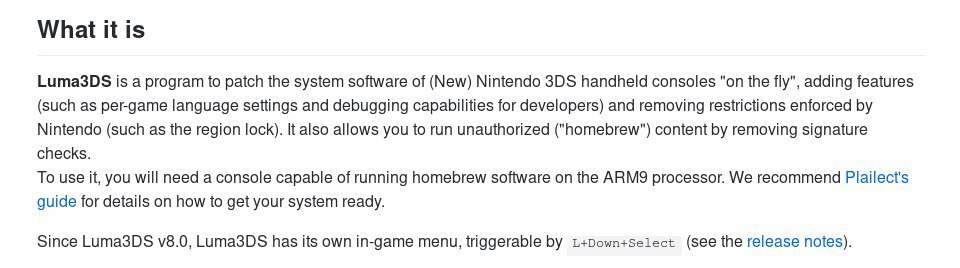 What it is
Luma3DS is a program to patch the system software of (New) Nintendo 3DS handheld consoles "on the fly", adding features
(such as per-game language settings and debugging capabilities for developers) and removing restrictions enforced by
Nintendo (such as the region lock). It also allows you to run unauthorized ("homebrew") content by removing signature
checks.
To use it, you will need a console capable of running homebrew software on the ARM9 processor. We recommend Plailect's
guide for details on how to get your system ready.
Since Luma3DS v8.0, Luma3DS has its own in-game menu, triggerable by L+Down+Select (see the release notes).